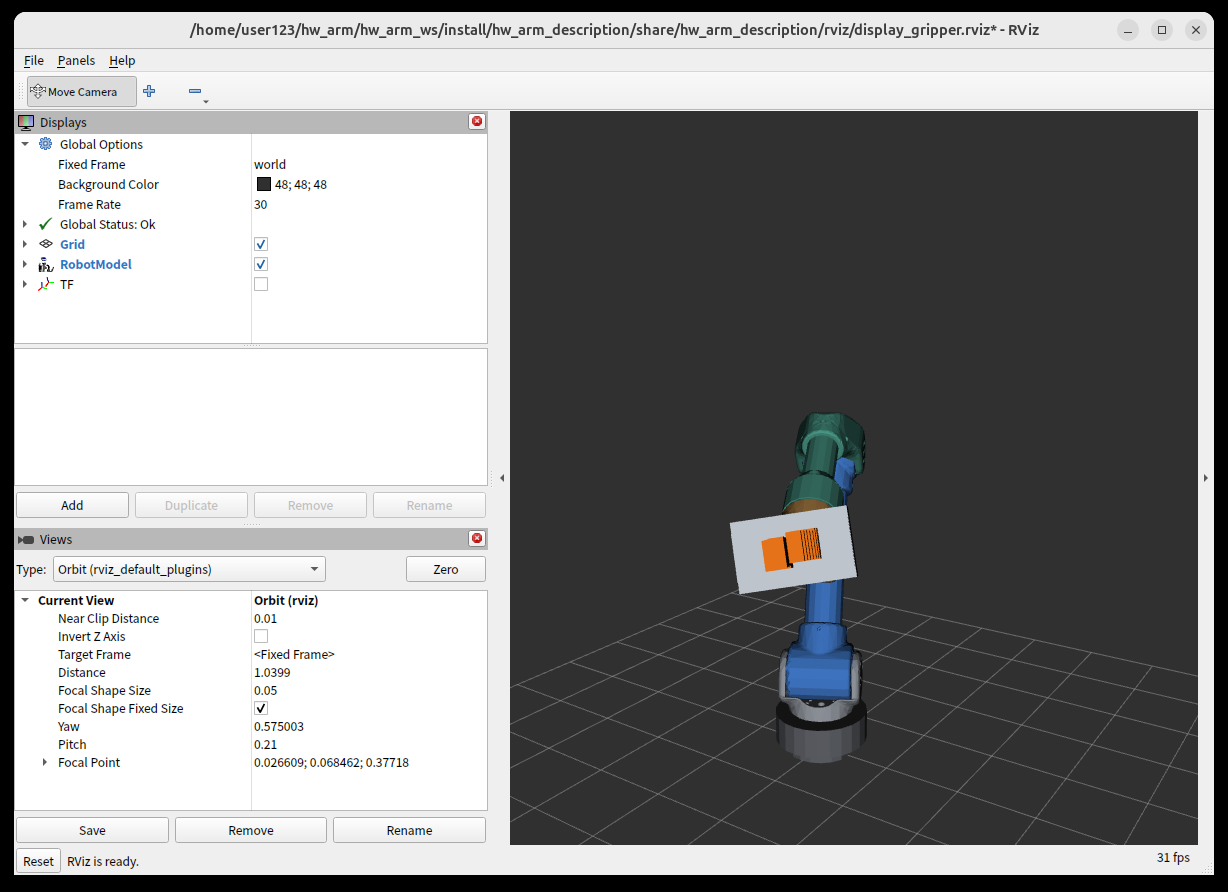 /home/user123/hw_arm/hw_arm_ws/install/hw_arm_description/share/hw_arm_description/rviz/display_gripper.rviz* - RViz
File Panels Help
Move Camera
Displays
Global Options
Fixed Frame world
Background Color 48; 48; 48
Frame Rate 30
Global Status: Ok
Grid
RobotModel
TF
Add Duplicate Remove Rename
Views
Type: Orbit (rviz_default_plugins) Zero
Current View Orbit (rviz)
Near Clip Distance 0.01
Invert Z Axis
Target Frame <Fixed Frame>
Distance 1.0399
Focal Shape Size 0.05
Focal Shape Fixed Size
Yaw 0.575003
Pitch 0.21
Focal Point 0.026609; 0.068462; 0.37718
Save Remove Rename
Reset RViz is ready. 31 fps